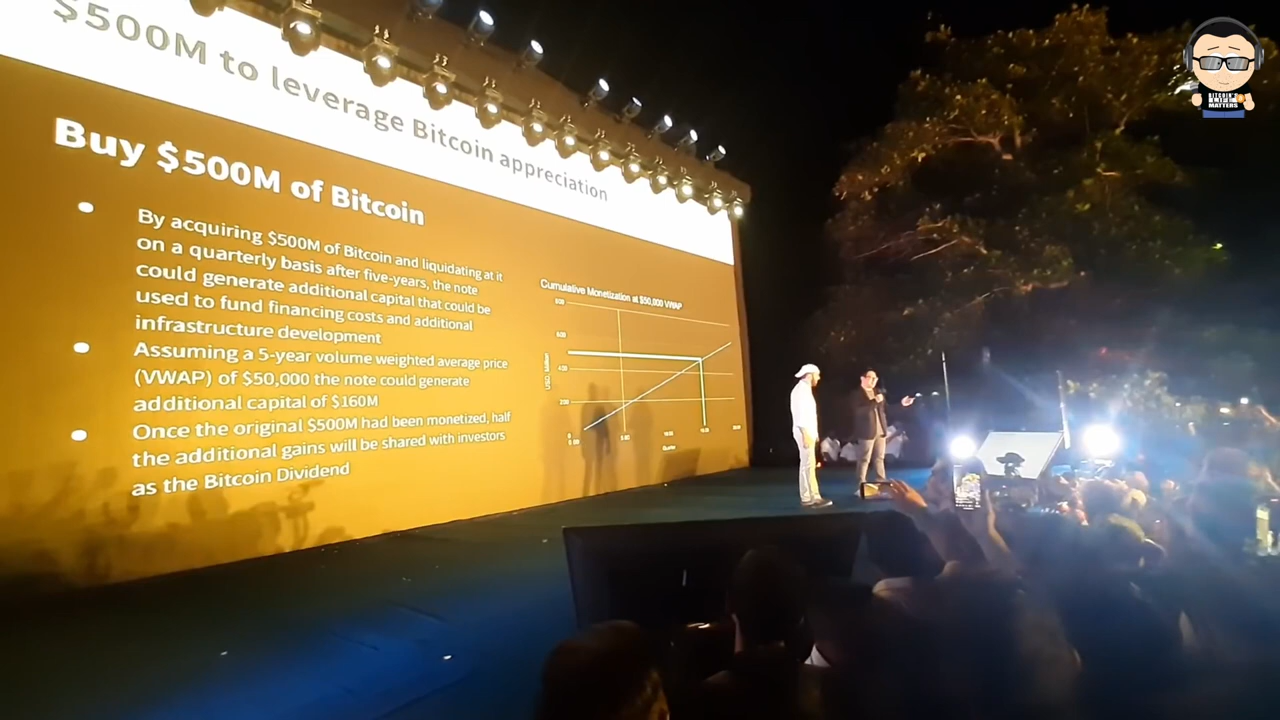 $500M to leverage Bitcoin appreciation
Buy $500M of Bitcoin
By acquiring $500M of Bitcoin and liquidating at it
on a quarterly basis after five-years, the note
could generate additional capital that could be
used to fund financing costs and additional
infrastructure development
Assuming a 5-year volume weighted average price
(VWAP) of $50,000 the note could generate
additional capital of $160M
Once the original $500M had been monetized, half
the additional gains will be shared with investors
as the Bitcoin Dividend
Cumulative Monetization at $50,000 VWAP
BITCOIN'S
LIFE
MATTERS